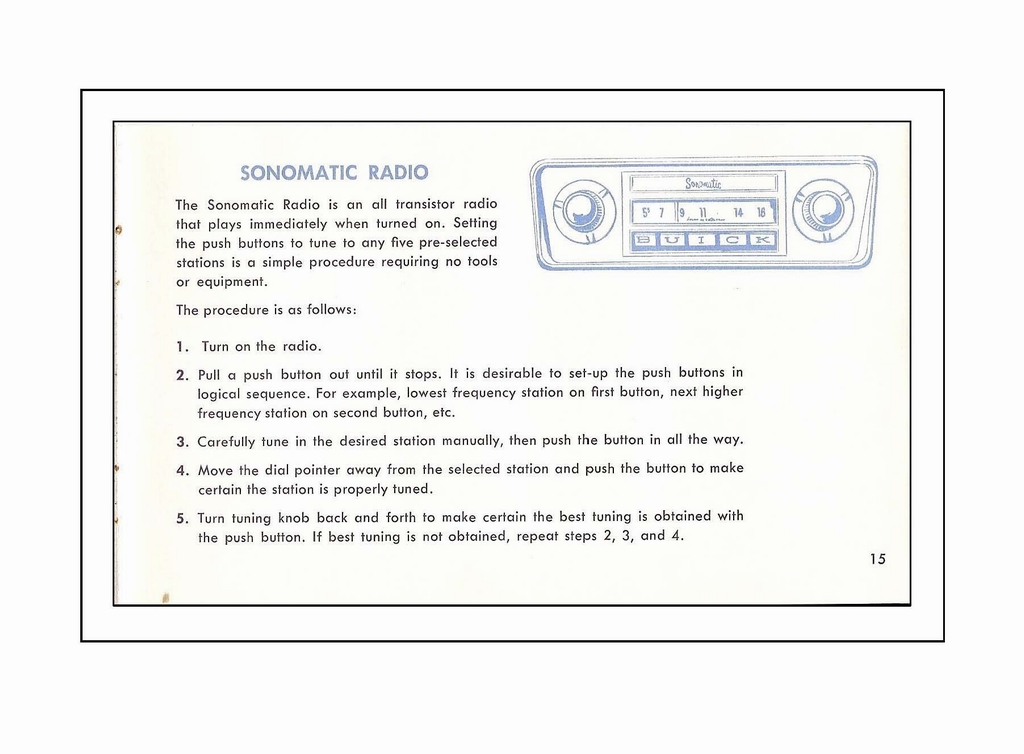 SONOMATIC RADIO
The Sonomatic Radio is an all transistor radio
that plays immediately when turned on. Setting
the push buttons to tune to any five pre-selected
stations is a simple procedure requiring no tools
or equipment.
Sonomatic
5⁵ 7 9 11 14 16
BUICK
The procedure is as follows:
1. Turn on the radio.
2. Pull a push button out until it stops. It is desirable to set-up the push buttons in
logical sequence. For example, lowest frequency station on first button, next higher
frequency station on second button, etc.
3. Carefully tune in the desired station manually, then push the button in all the way.
4. Move the dial pointer away from the selected station and push the button to make
certain the station is properly tuned.
5. Turn tuning knob back and forth to make certain the best tuning is obtained with
the push button. If best tuning is not obtained, repeat steps 2, 3, and 4.
15